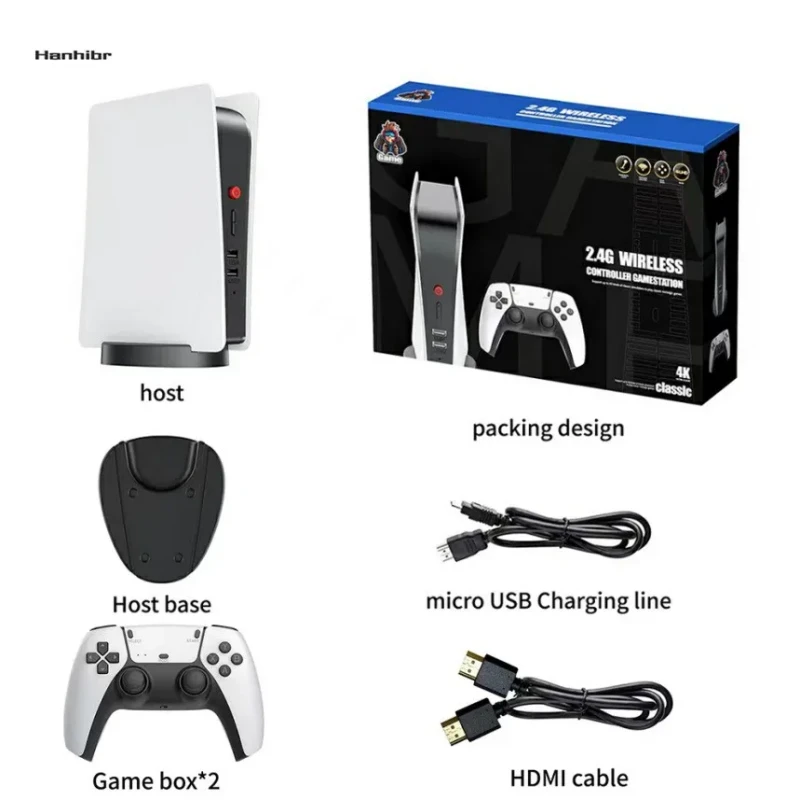 Hanhibr
2.4G WIRELESS
CONTROLLER GAMESTATION
Game
2.4G WIRELESS
CONTROLLER GAMESTATION
4K
classic
host
packing design
Host base
micro USB Charging line
Game box*2
HDMI cable